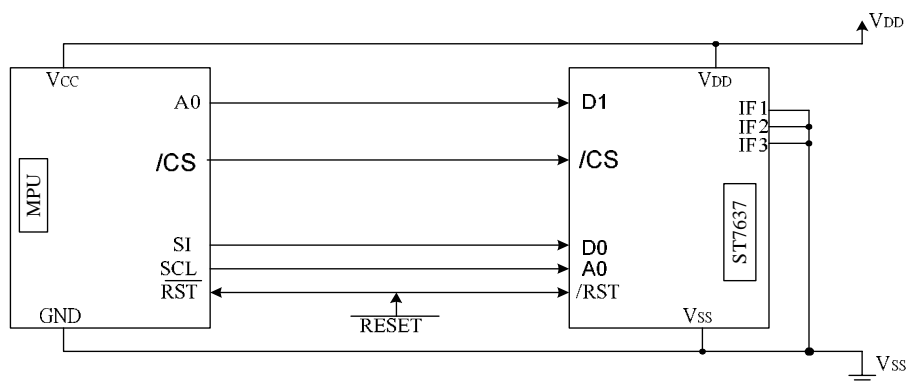 VDD
VCC
VDD
A0
D1
IF1
IF2
IF3
/CS
/CS
MPU
ST7637
SI
D0
SCL
A0
RST
/RST
RESET
GND
VSS
VSS